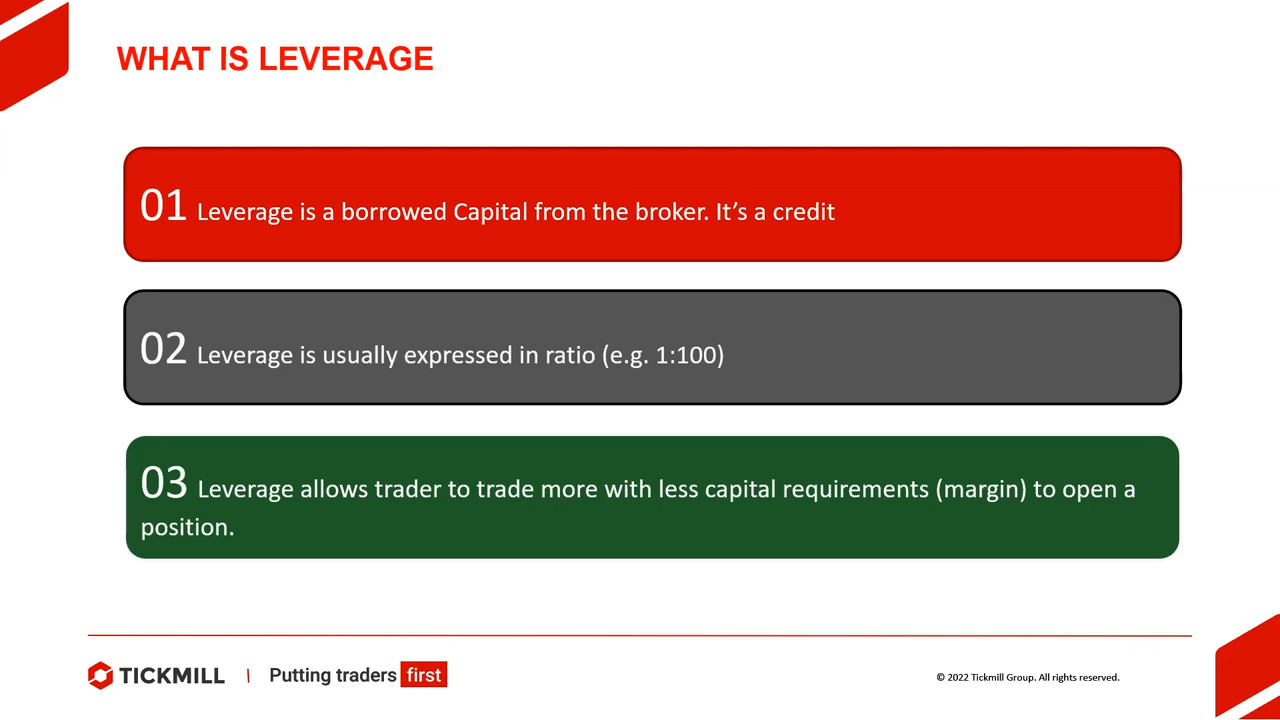 WHAT IS LEVERAGE
01 Leverage is a borrowed Capital from the broker. It’s a credit
02 Leverage is usually expressed in ratio (e.g. 1:100)
03 Leverage allows trader to trade more with less capital requirements (margin) to open a
position.
TICKMILL | Putting traders first
© 2022 Tickmill Group. All rights reserved.